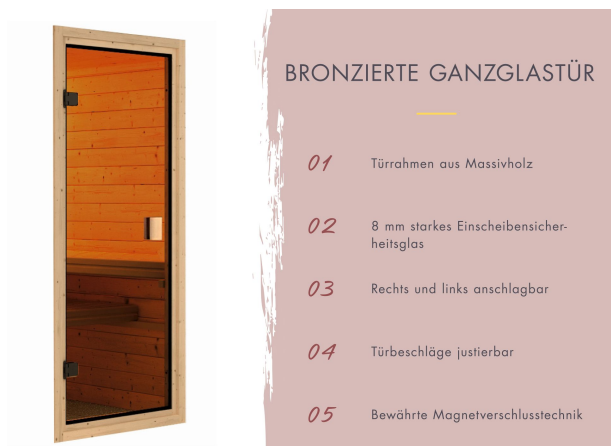 BRONZIERTE GANZGLASTÜR
01 Türrahmen aus Massivholz
02 8 mm starkes Einscheibensicher-
heitsglas
03 Rechts und links anschlagbar
04 Türbeschläge justierbar
05 Bewährte Magnetverschlusstechnik